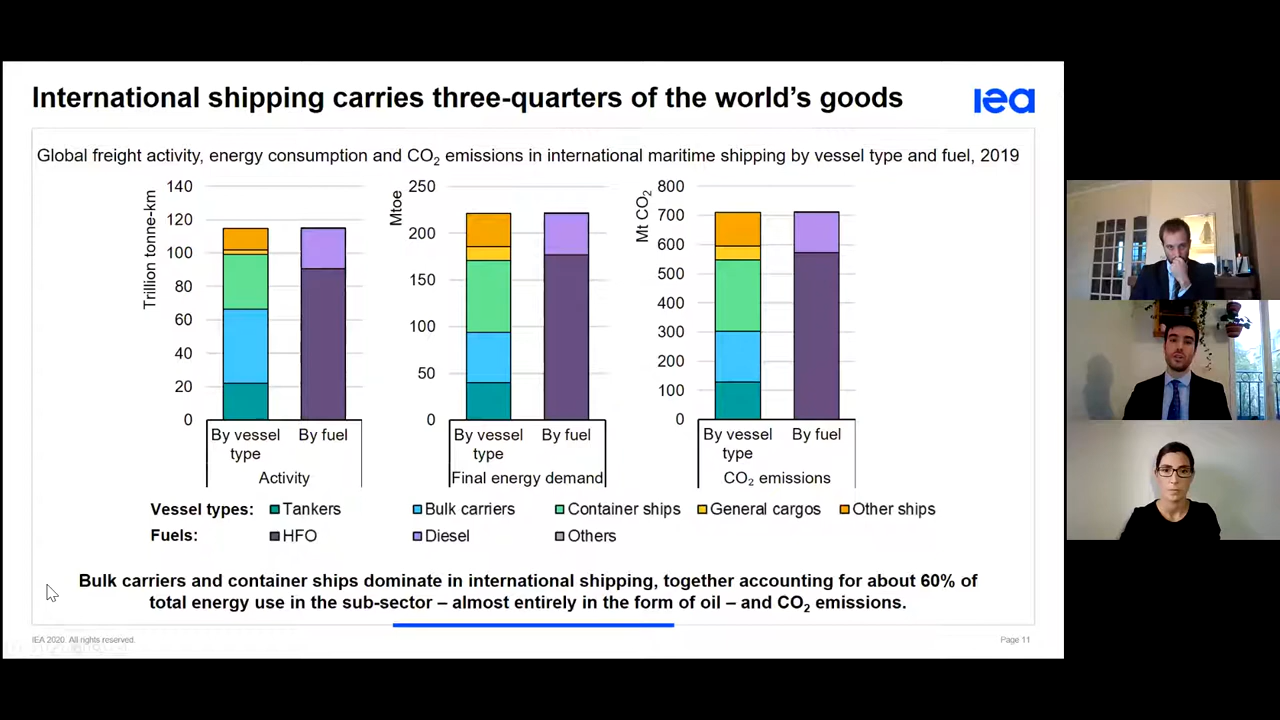 International shipping carries three-quarters of the world's goods
iea
Global freight activity, energy consumption and CO₂ emissions in international maritime shipping by vessel type and fuel, 2019
Trillion tonne-km
140
120
100
80
60
40
20
0
By vessel type
By fuel
Activity
Mtoe
250
200
150
100
50
0
By vessel type
By fuel
Final energy demand
Mt CO₂
800
700
600
500
400
300
200
100
0
By vessel type
By fuel
CO₂ emissions
Vessel types: Tankers Bulk carriers Container ships General cargos Other ships
Fuels: HFO Diesel Others
Bulk carriers and container ships dominate in international shipping, together accounting for about 60% of
total energy use in the sub-sector – almost entirely in the form of oil – and CO₂ emissions.
IEA 2020. All rights reserved.
Page 11